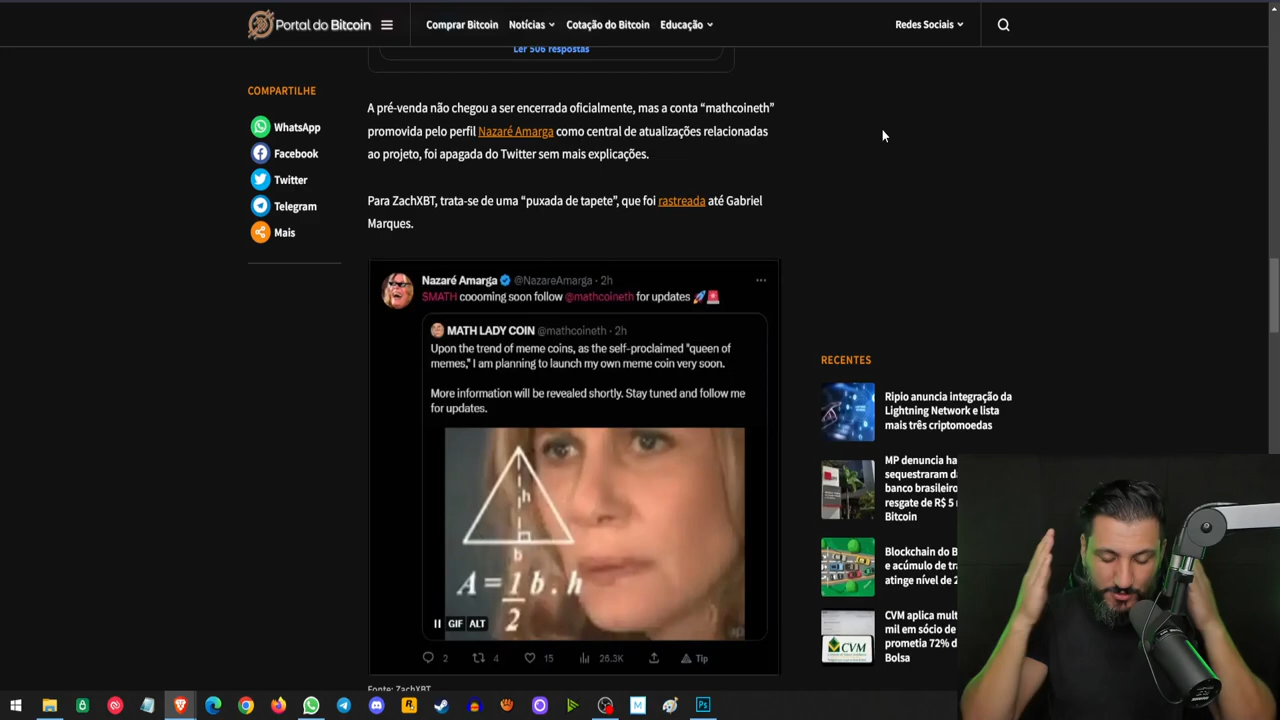 Portal do Bitcoin
Comprar Bitcoin
Notícias
Cotação do Bitcoin
Educação
Redes Sociais
Ler 506 respostas
COMPARTILHE
WhatsApp
Facebook
Twitter
Telegram
Mais
A pré-venda não chegou a ser encerrada oficialmente, mas a conta “mathcoineth”
promovida pelo perfil Nazaré Amarga como central de atualizações relacionadas
ao projeto, foi apagada do Twitter sem mais explicações.
Para ZachXBT, trata-se de uma “puxada de tapete”, que foi rastreada até Gabriel
Marques.
Nazaré Amarga @NazareAmarga · 2h
$MATH coooming soon follow @mathcoineth for updates 🚀🚨
MATH LADY COIN @mathcoineth · 2h
Upon the trend of meme coins, as the self-proclaimed "queen of
memes," I am planning to launch my own meme coin very soon.
More information will be revealed shortly. Stay tuned and follow me
for updates.
h
b
A = 1/2 b . h
GIF ALT
2 4 15 26.3K Tip
Fonte: ZachXBT
RECENTES
Ripio anuncia integração da
Lightning Network e lista
mais três criptomoedas
MP denuncia ha
sequestraram da
banco brasileiro
resgate de R$ 5
Bitcoin
Blockchain do B
e acúmulo de tra
atinge nível de 2
CVM aplica mult
mil em sócio de
prometia 72% d
Bolsa
CVM